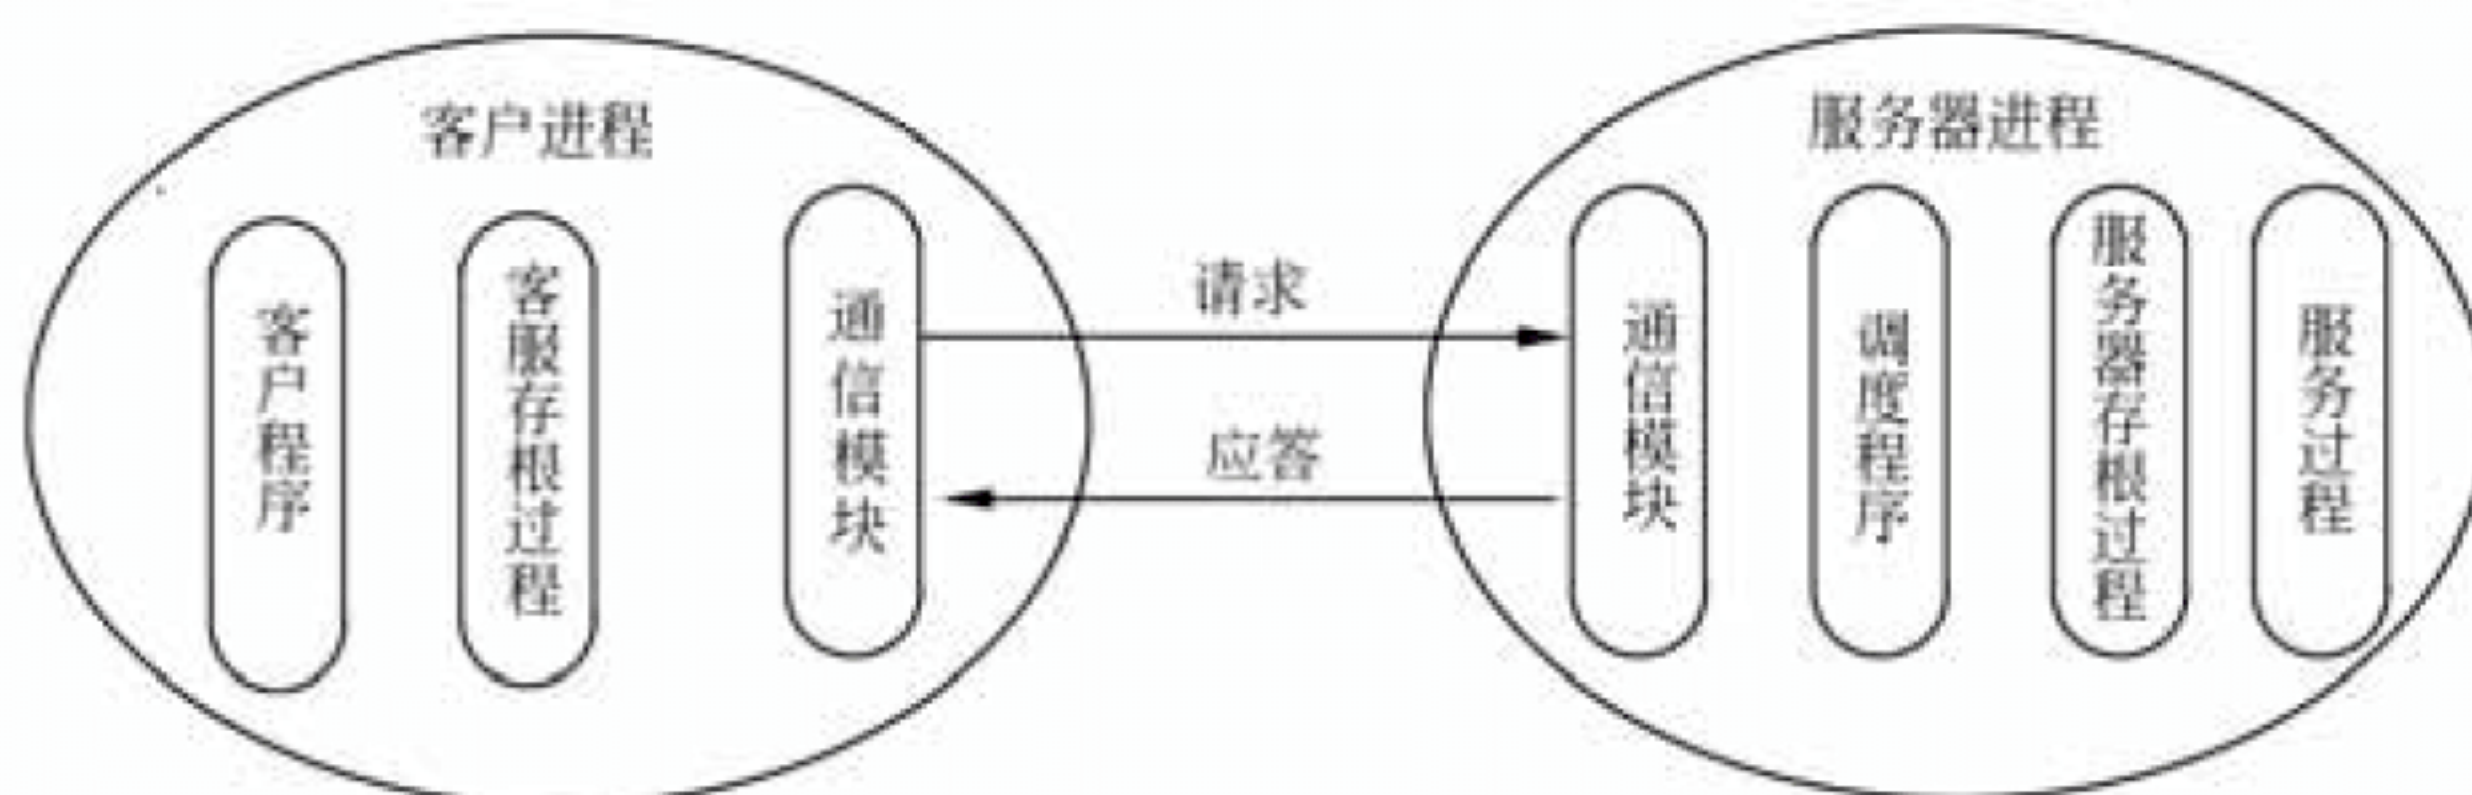 客户进程
客户程序
客服存根过程
通信模块
请求
应答
服务器进程
通信模块
调度程序
服务器存根过程
服务过程